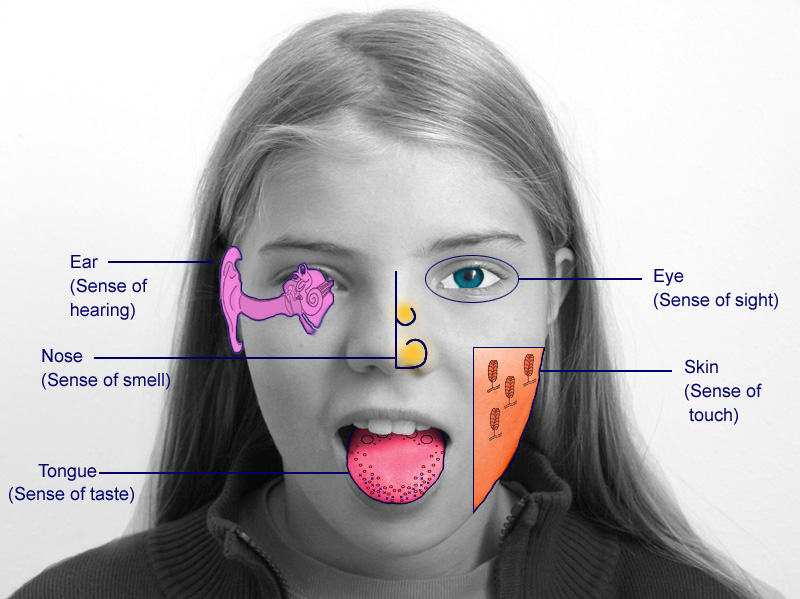 Ear
(Sense of
hearing)
Nose
(Sense of smell)
Tongue
(Sense of taste)
Eye
(Sense of sight)
Skin
(Sense of
touch)